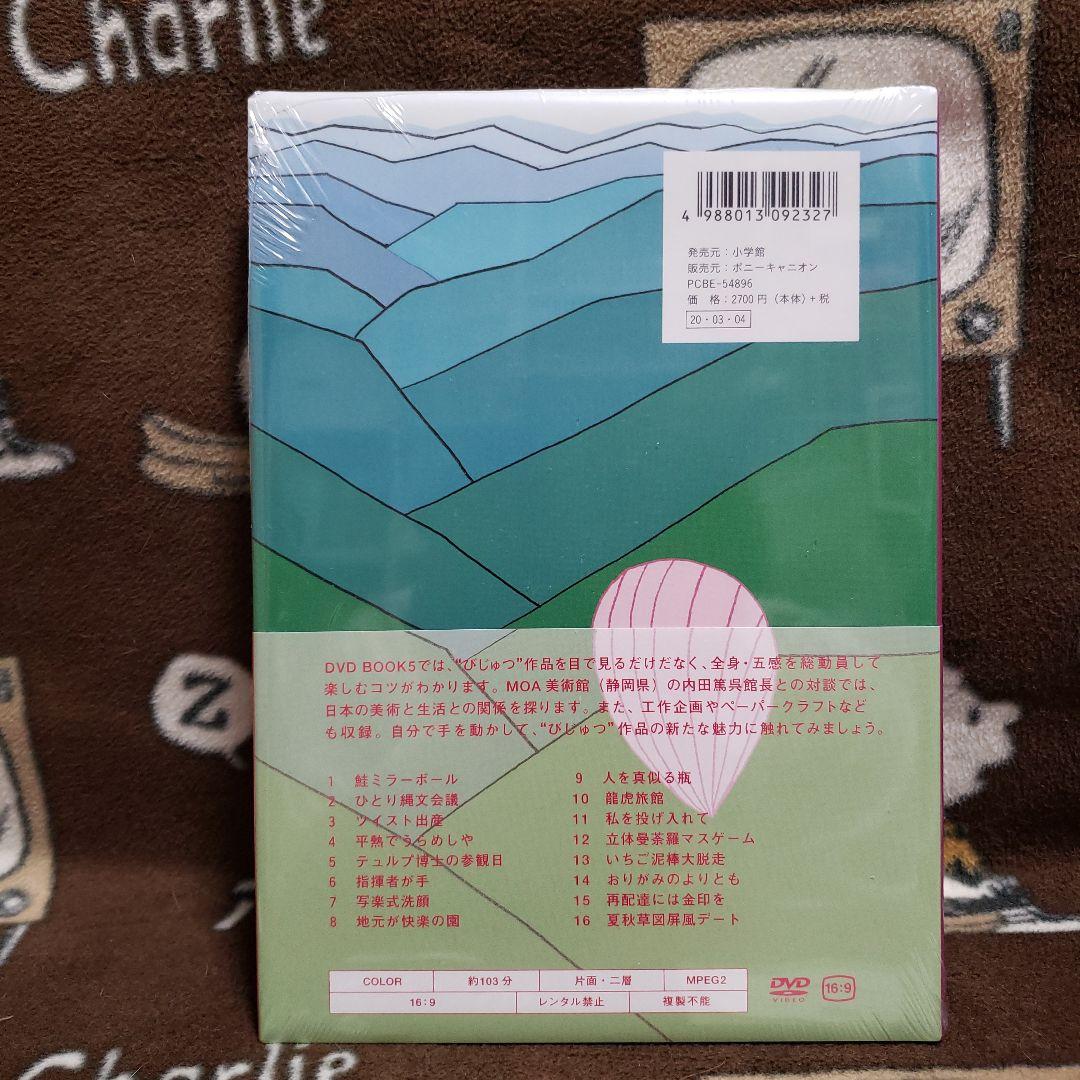 Charlie
4 988013 092327
発売元：小学館
販売元：ポニーキャニオン
PCBE-54896
価　格：2700円（本体）+税
20・03・04
DVD BOOK5では、“びじゅつ”作品を目で見るだけだなく、全身・五感を総動員して
楽しむコツがわかります。MOA美術館（静岡県）の内田篤呉館長との対談では、
日本の美術と生活との関係を探ります。また、工作企画やペーパークラフトなど
も収録。自分で手を動かして、“びじゅつ”作品の新たな魅力に触れてみましょう。
1 鮭ミラーボール
2 ひとり縄文会議
3 ツイスト出産
4 平熱でうらめしや
5 テュルプ博士の参観日
6 指揮者が手
7 写楽式洗顔
8 地元が快楽の園
9 人を真似る瓶
10 龍虎旅館
11 私を投げ入れて
12 立体曼荼羅マスゲーム
13 いちご泥棒大脱走
14 おりがみのよりとも
15 再配達には金印を
16 夏秋草図屏風デート
COLOR 約103分 片面・二層 MPEG2
16：9 レンタル禁止 複製不能
DVD VIDEO
16:9
Z
Charlie